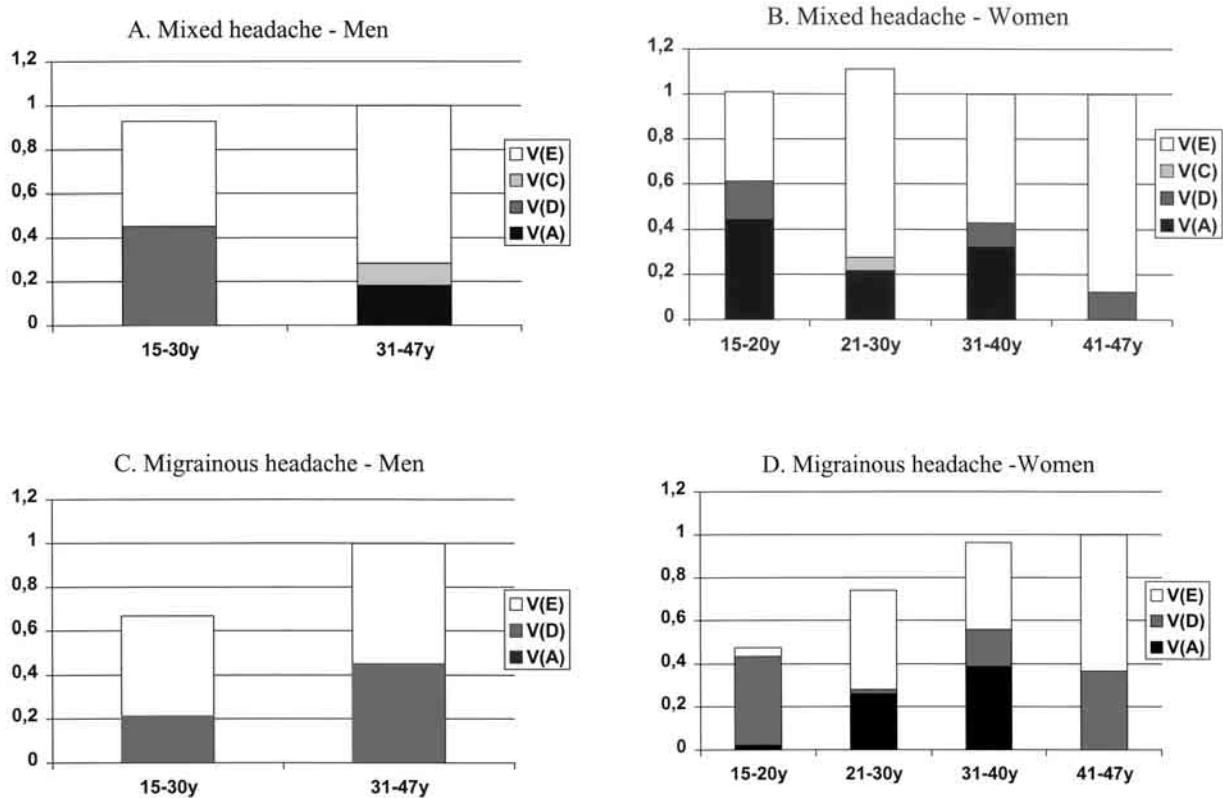 A. Mixed headache - Men
1,2
1
0,8
0,6
0,4
0,2
0
15-30y
31-47y
V(E)
V(C)
V(D)
V(A)
B. Mixed headache - Women
1,2
1
0,8
0,6
0,4
0,2
0
15-20y
21-30y
31-40y
41-47y
V(E)
V(C)
V(D)
V(A)
C. Migrainous headache - Men
1,2
1
0,8
0,6
0,4
0,2
0
15-30y
31-47y
V(E)
V(D)
V(A)
D. Migrainous headache -Women
1,2
1
0,8
0,6
0,4
0,2
0
15-20y
21-30y
31-40y
41-47y
V(E)
V(D)
V(A)